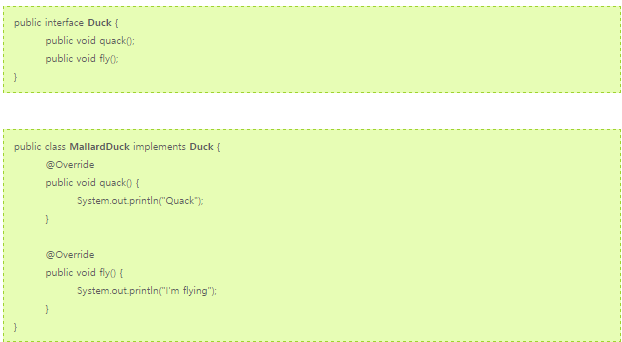 public interface Duck {
public void quack();
public void fly();
}
public class MallardDuck implements Duck {
@Override
public void quack() {
System.out.println("Quack");
}
@Override
public void fly() {
System.out.println("I'm flying");
}
}